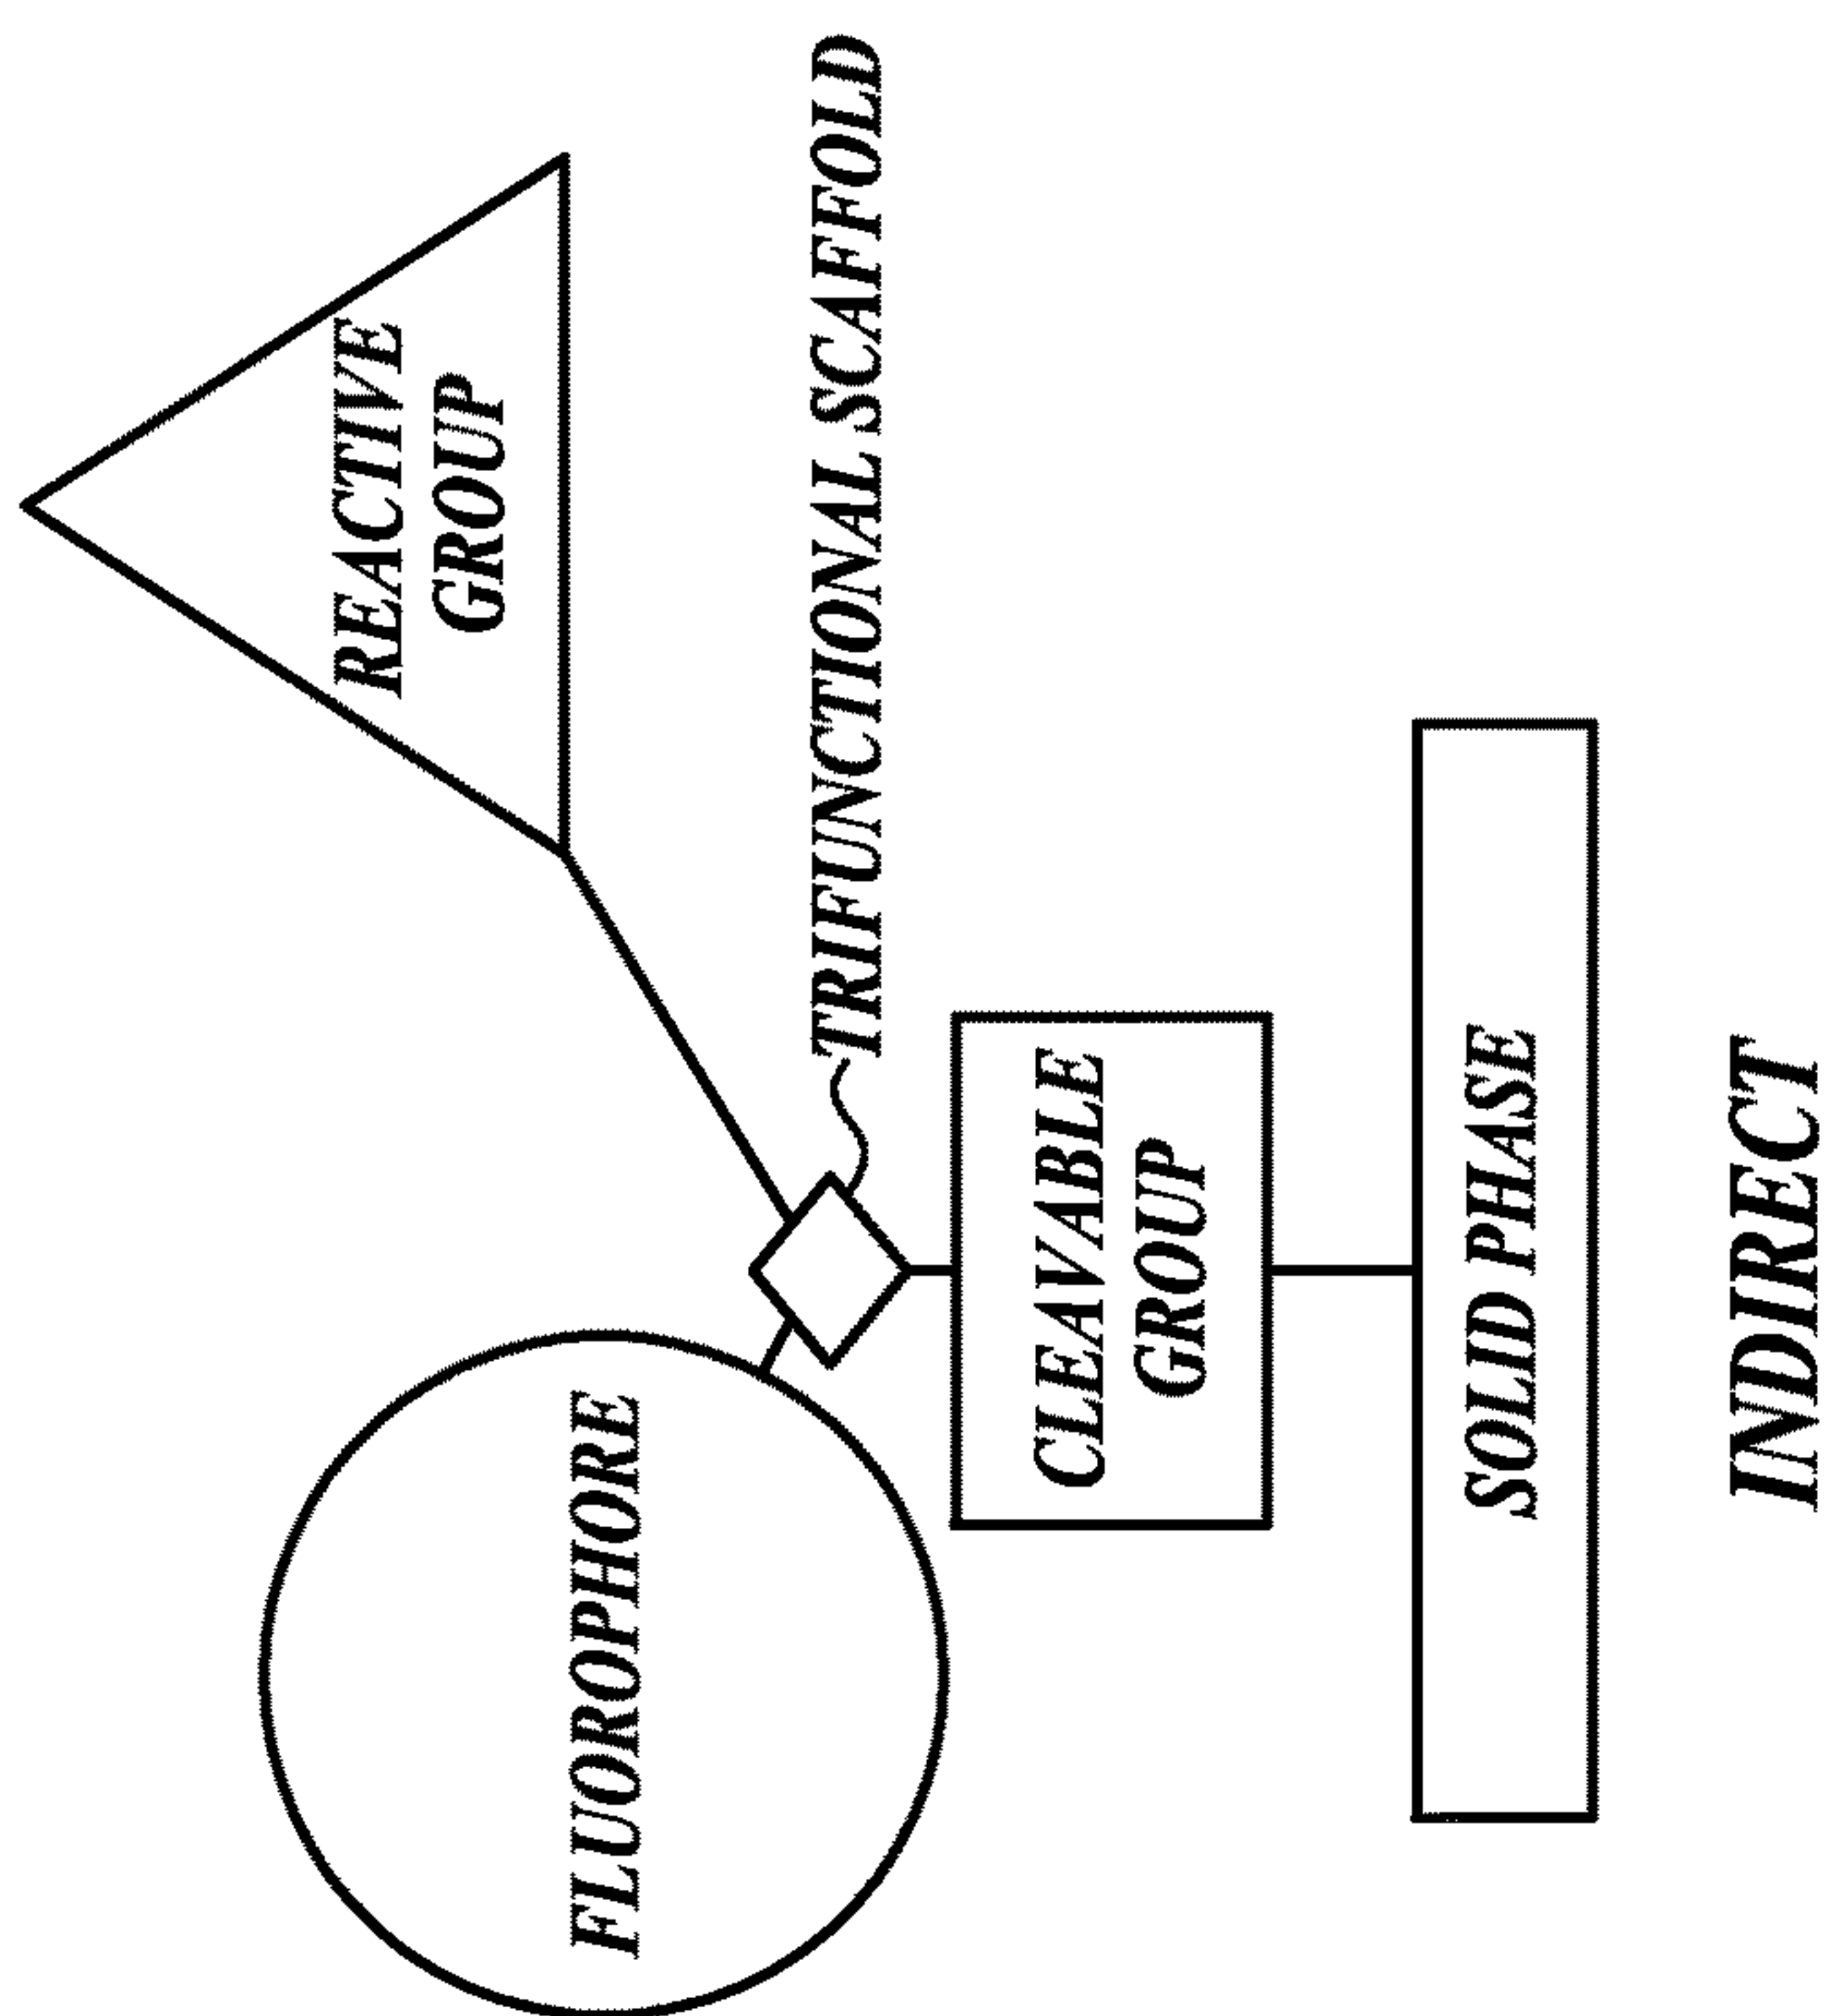 REACTIVE
GROUP
FLUOROPHORE
TRIFUNCTIONAL SCAFFOLD
CLEAVABLE
GROUP
SOLID PHASE
INDIRECT